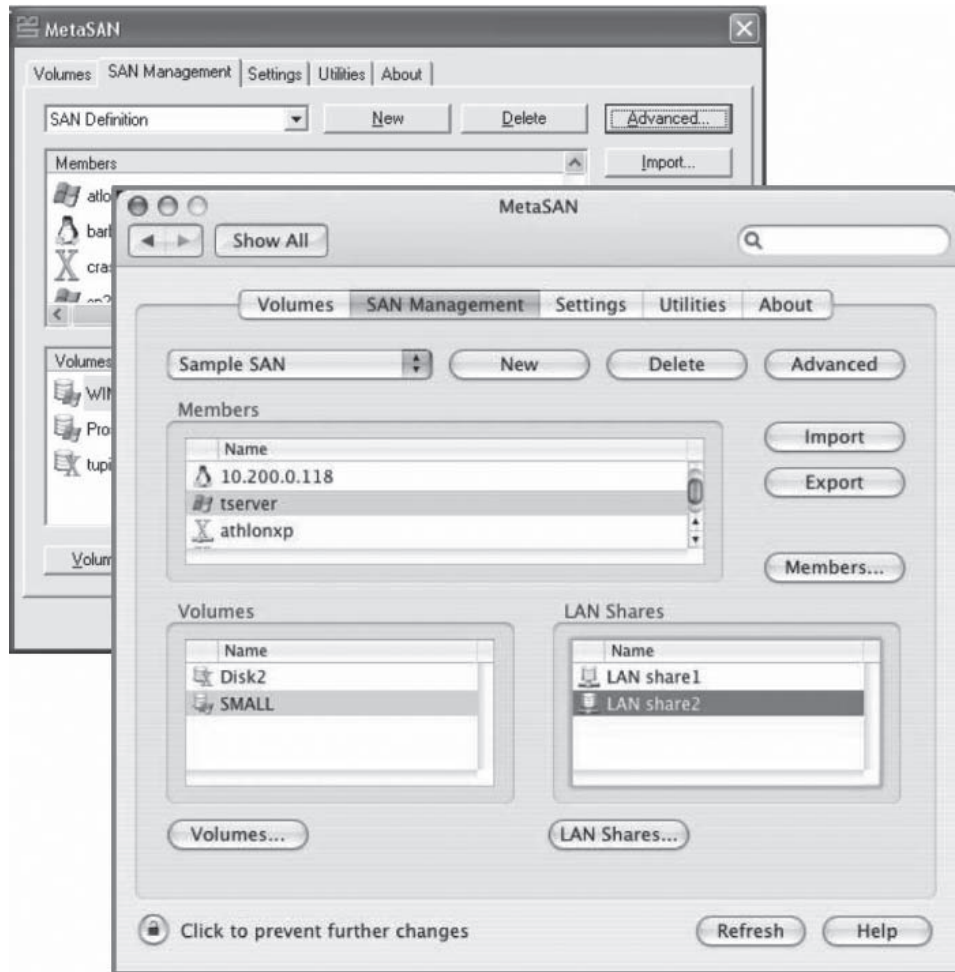 MetaSAN
Volumes SAN Management Settings Utilities About
SAN Definition New Delete Advanced...
Members Import...
MetaSAN
Show All
Volumes SAN Management Settings Utilities About
Volumes
Sample SAN New Delete Advanced
Members
Name
10.200.0.118
tserver
athlonxp
Import
Export
Members...
Volumes
Name
Disk2
SMALL
LAN Shares
Name
LAN share1
LAN share2
Volumes... LAN Shares...
Click to prevent further changes Refresh Help